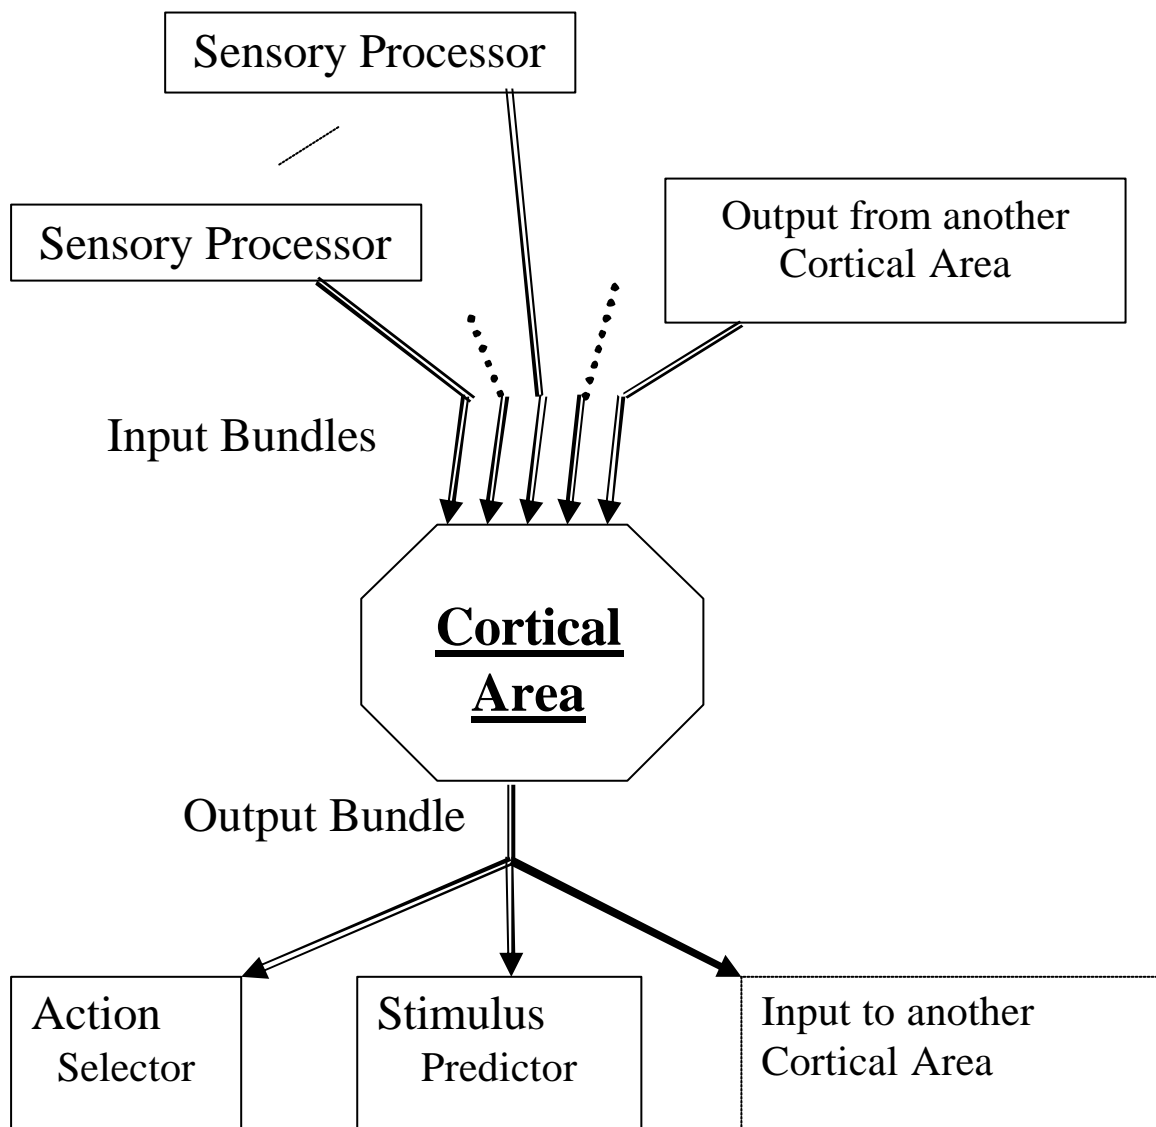 Sensory Processor
Sensory Processor
Output from another
Cortical Area
Input Bundles
Cortical
Area
Output Bundle
Action
Selector
Stimulus
Predictor
Input to another
Cortical Area